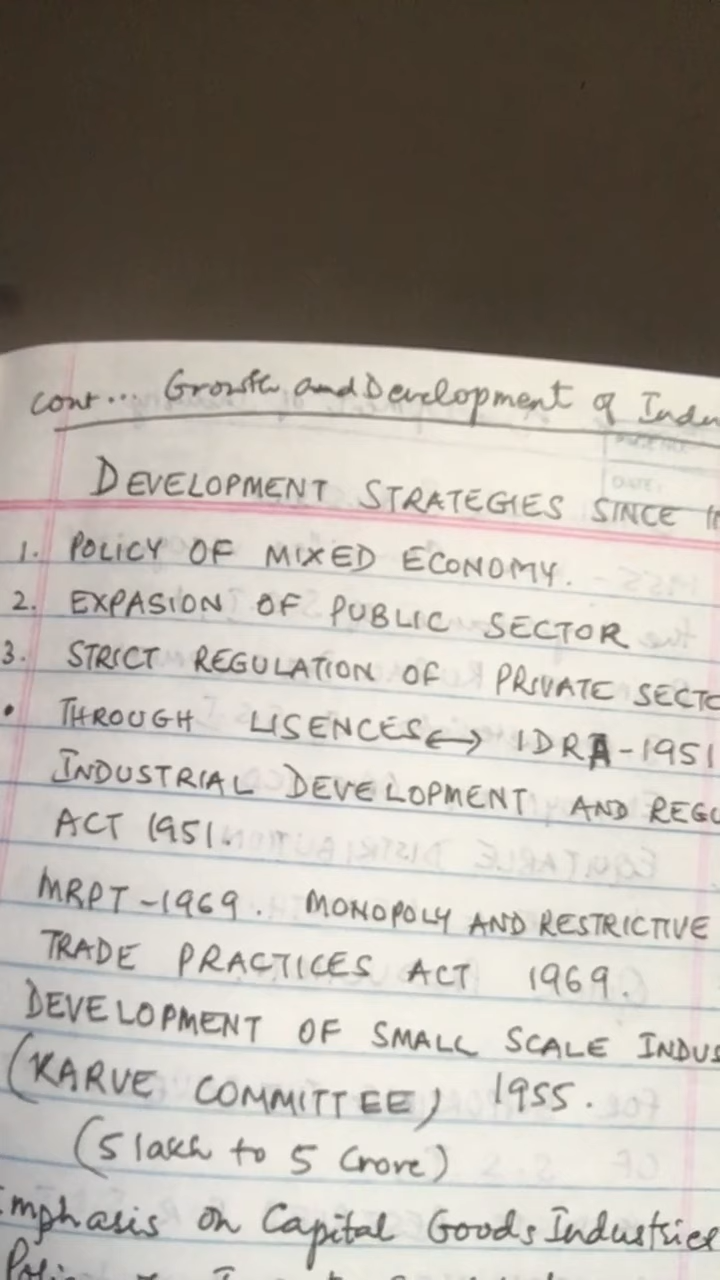 cont... Growth and Development of Indu
DEVELOPMENT STRATEGIES SINCE I
1. POLICY OF MIXED ECONOMY.
2. EXPASION OF PUBLIC SECTOR
3. STRICT REGULATION OF PRIVATE SECTO
• THROUGH LISENCES ↔ IDRA-1951
INDUSTRIAL DEVELOPMENT AND REGU
ACT 1951.
MRPT-1969. MONOPOLY AND RESTRICTIVE
TRADE PRACTICES ACT 1969.
DEVELOPMENT OF SMALL SCALE INDUS
(KARVE COMMITTEE) 1955.
(5 lakh to 5 Crore)
Emphasis on Capital Goods Industries